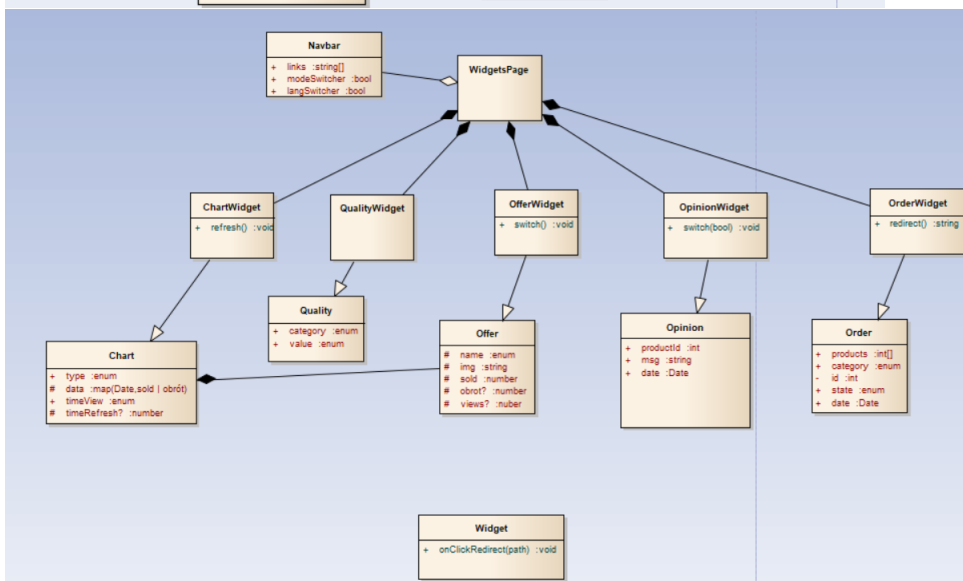 Navbar
+ links :string[]
+ modeSwitcher :bool
+ langSwitcher :bool
WidgetsPage
ChartWidget
+ refresh() :void
QualityWidget
OfferWidget
+ switch() :void
OpinionWidget
+ switch(bool) :void
OrderWidget
+ redirect() :string
Quality
+ category :enum
+ value :enum
Chart
+ type :enum
# data :map(Date,sold | obrót)
+ timeView :enum
# timeRefresh? :number
Offer
# name :enum
# img :string
# sold :number
# obrot? :number
# views? :nuber
Opinion
+ productId :int
+ msg :string
+ date :Date
Order
+ products :int[]
+ category :enum
- id :int
+ state :enum
+ date :Date
Widget
+ onClickRedirect(path) :void